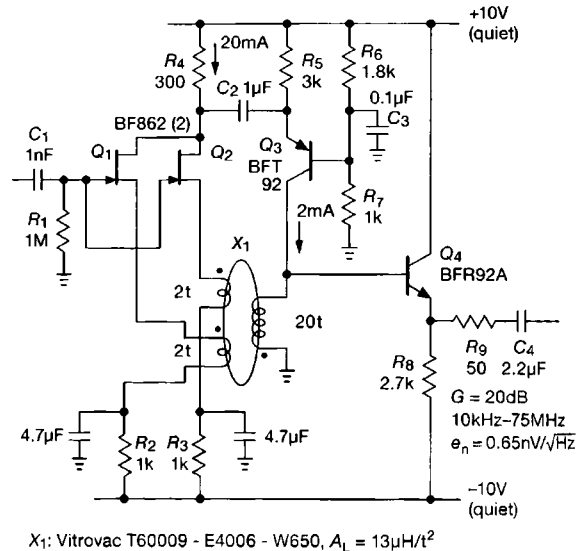 +10V
(quiet)
20mA
R4
300
R5
3k
R6
1.8k
C2 1µF
0.1µF
C3
BF862 (2)
C1
1nF
Q1
Q2
Q3
BFT
92
R7
1k
R1
1M
2mA
X1
Q4
BFR92A
2t
2t
20t
R9
50
C4
2.2µF
R8
2.7k
G = 20dB
10kHz–75MHz
en = 0.65nV/√Hz
4.7µF
R2
1k
R3
1k
4.7µF
–10V
(quiet)
X1: Vitrovac T60009 - E4006 - W650, AL = 13µH/t²